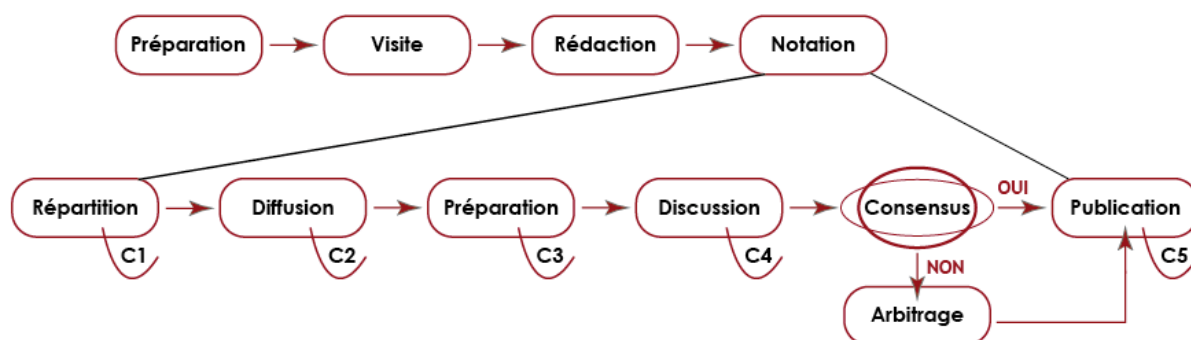 Préparation
Visite
Rédaction
Notation
Répartition
Diffusion
Préparation
Discussion
Consensus
OUI
Publication
C1
C2
C3
C4
C5
NON
Arbitrage